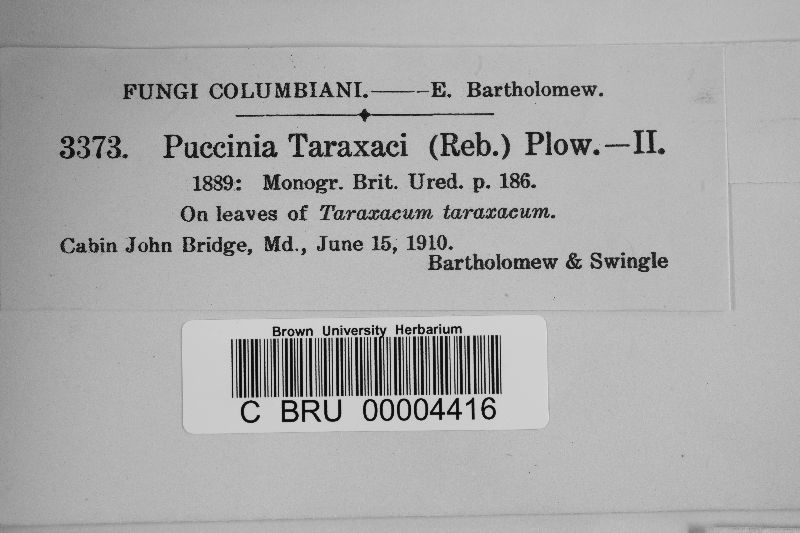 FUNGI COLUMBIANI.——E. Bartholomew.
3373. Puccinia Taraxaci (Reb.) Plow.—II.
1889: Monogr. Brit. Ured. p. 186.
On leaves of Taraxacum taraxacum.
Cabin John Bridge, Md., June 15, 1910.
Bartholomew & Swingle
Brown University Herbarium
C BRU 00004416